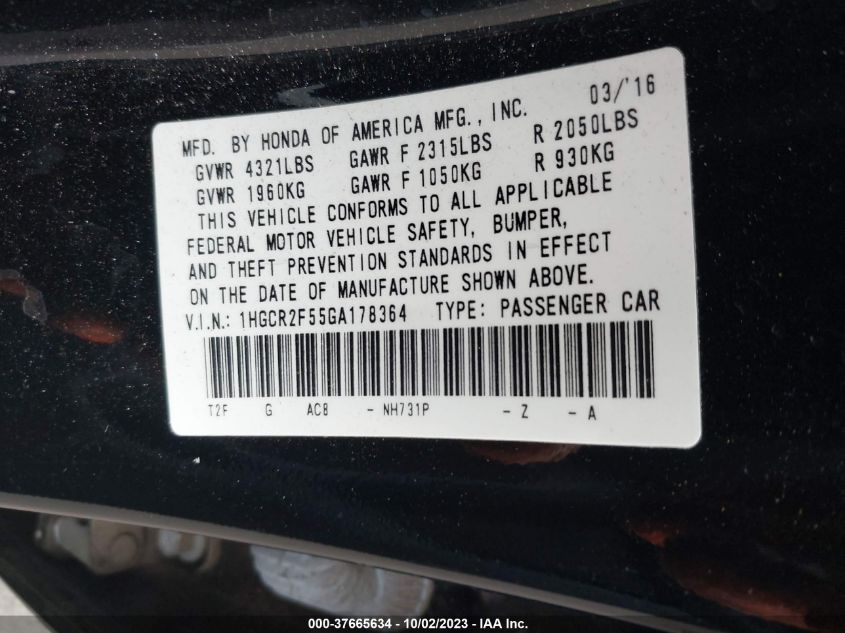 03/'16
MFD. BY HONDA OF AMERICA MFG., INC.
GVWR 4321LBS GAWR F 2315LBS R 2050LBS
GVWR 1960KG GAWR F 1050KG R 930KG
THIS VEHICLE CONFORMS TO ALL APPLICABLE
FEDERAL MOTOR VEHICLE SAFETY, BUMPER,
AND THEFT PREVENTION STANDARDS IN EFFECT
ON THE DATE OF MANUFACTURE SHOWN ABOVE.
V.I.N.: 1HGCR2F55GA178364 TYPE: PASSENGER CAR
T2F G AC8 - NH731P - Z - A
000-37665634 - 10/02/2023 - IAA Inc.